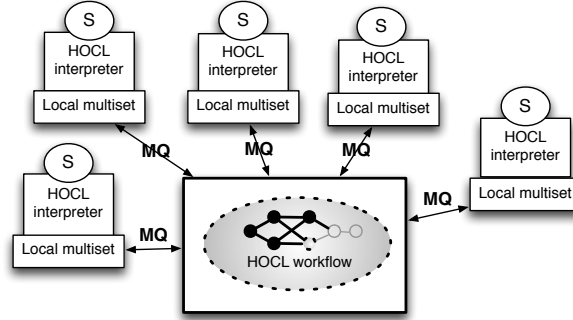 S
HOCL
interpreter
Local multiset
S
HOCL
interpreter
Local multiset
S
HOCL
interpreter
Local multiset
S
HOCL
interpreter
Local multiset
S
HOCL
interpreter
Local multiset
MQ
MQ
MQ
MQ
MQ
HOCL workflow